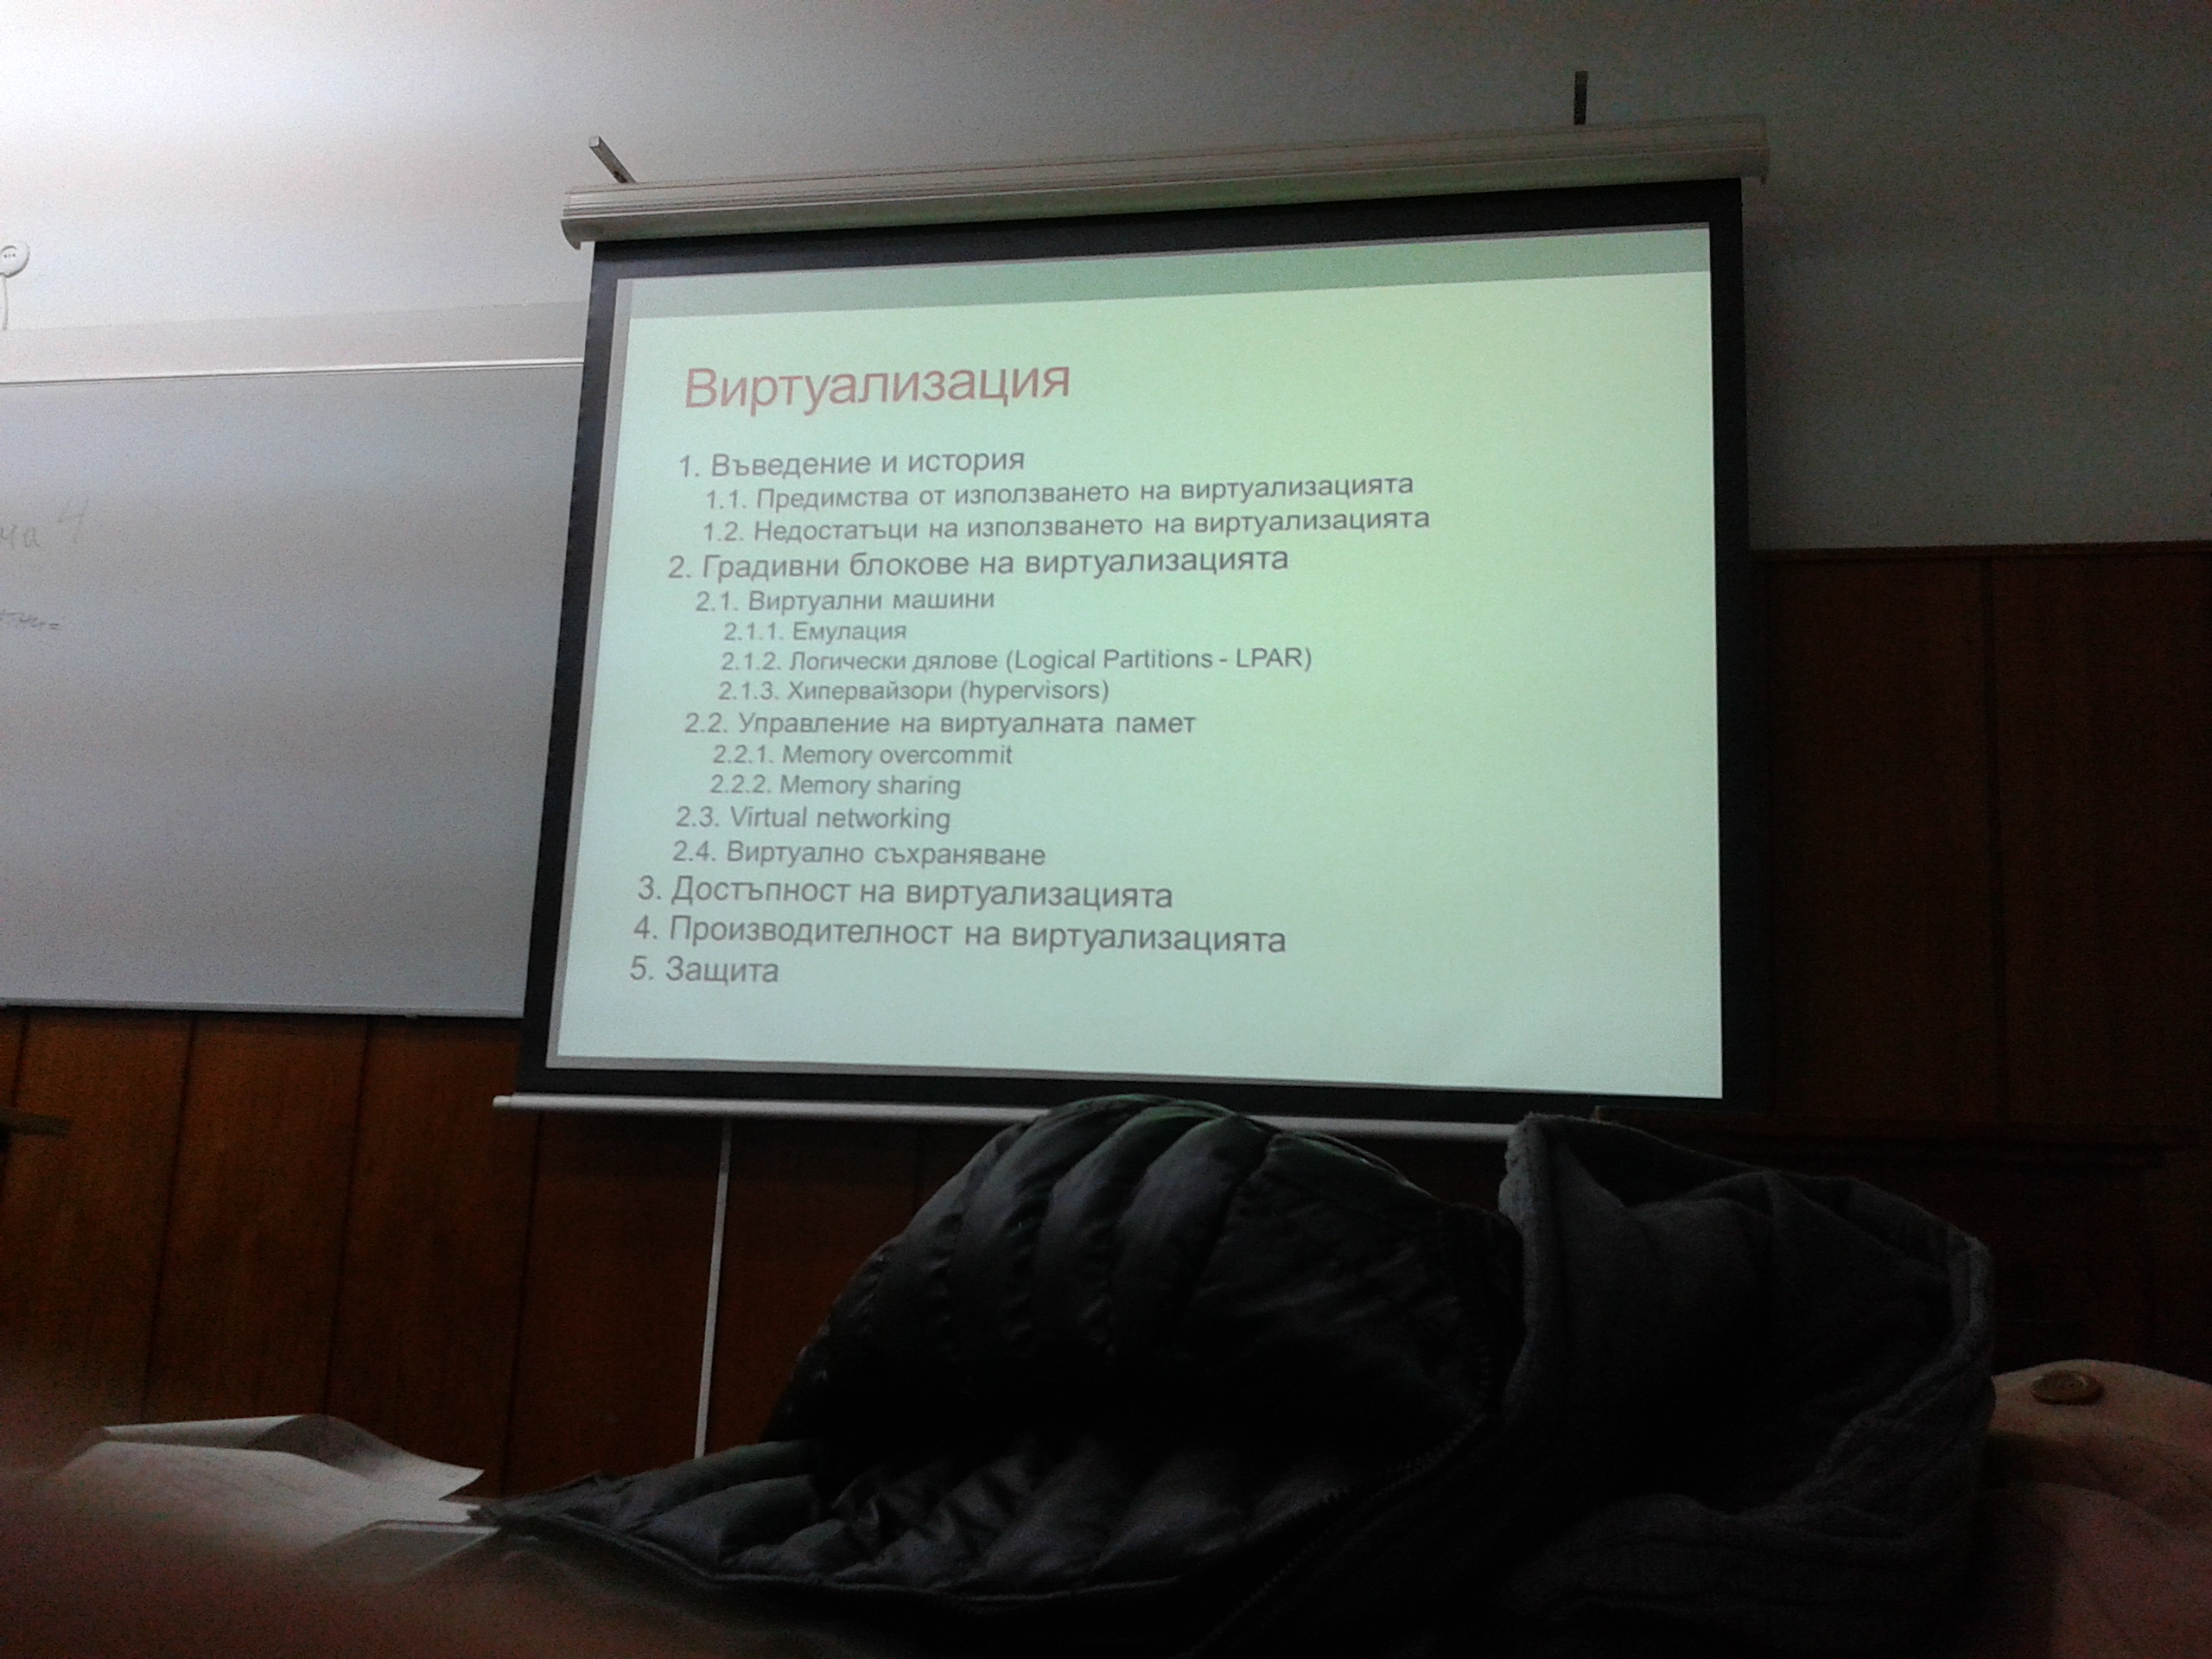 Виртуализация
1. Въведение и история
1.1. Предимства от използването на виртуализацията
1.2. Недостатъци на използването на виртуализацията
2. Градивни блокове на виртуализацията
2.1. Виртуални машини
2.1.1. Емулация
2.1.2. Логически дялове (Logical Partitions - LPAR)
2.1.3. Хипервайзори (hypervisors)
2.2. Управление на виртуалната памет
2.2.1. Memory overcommit
2.2.2. Memory sharing
2.3. Virtual networking
2.4. Виртуално съхраняване
3. Достъпност на виртуализацията
4. Производителност на виртуализацията
5. Защита